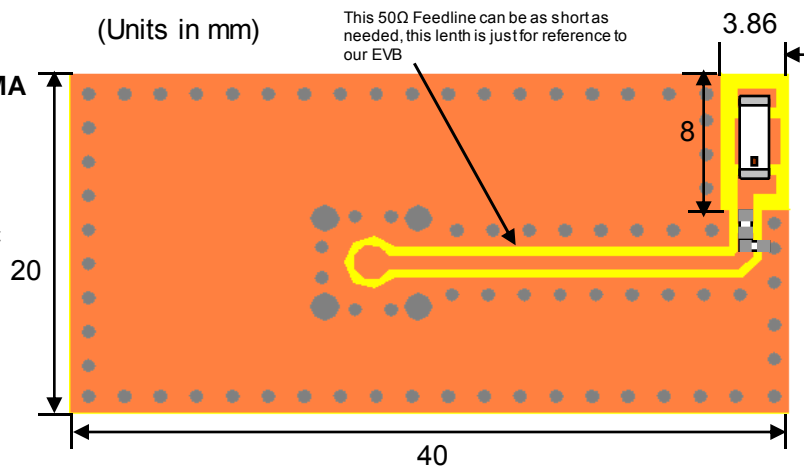 (Units in mm)
This 50Ω Feedline can be as short as
needed, this lenth is just for reference to
our EVB
3.86
MA
8
20
40